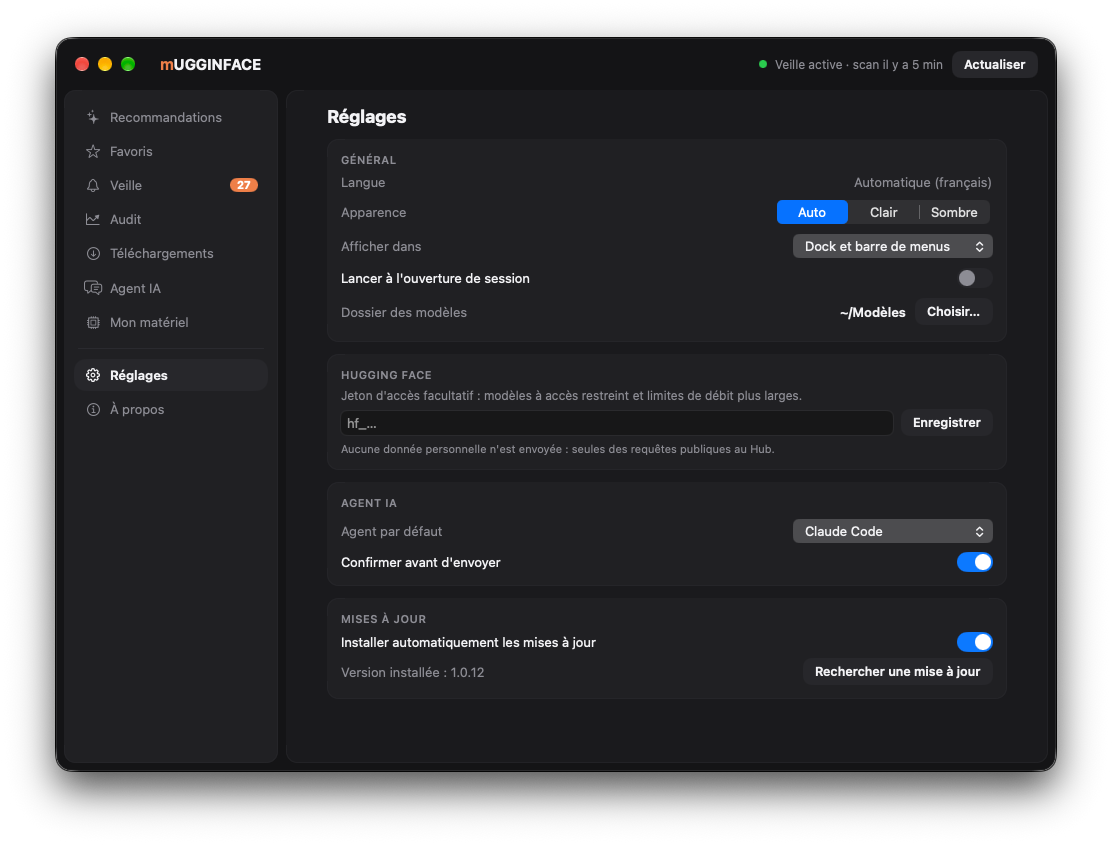 mUGGINFACE
Veille active · scan il y a 5 min
Actualiser
Recommandations
Favoris
Veille
27
Audit
Téléchargements
Agent IA
Mon matériel
Réglages
À propos
Réglages
GÉNÉRAL
Langue
Automatique (français)
Apparence
Auto
Clair
Sombre
Afficher dans
Dock et barre de menus
Lancer à l'ouverture de session
Dossier des modèles
~/Modèles
Choisir...
HUGGING FACE
Jeton d'accès facultatif : modèles à accès restreint et limites de débit plus larges.
hf_...
Enregistrer
Aucune donnée personnelle n'est envoyée : seules des requêtes publiques au Hub.
AGENT IA
Agent par défaut
Claude Code
Confirmer avant d'envoyer
MISES À JOUR
Installer automatiquement les mises à jour
Version installée : 1.0.12
Rechercher une mise à jour